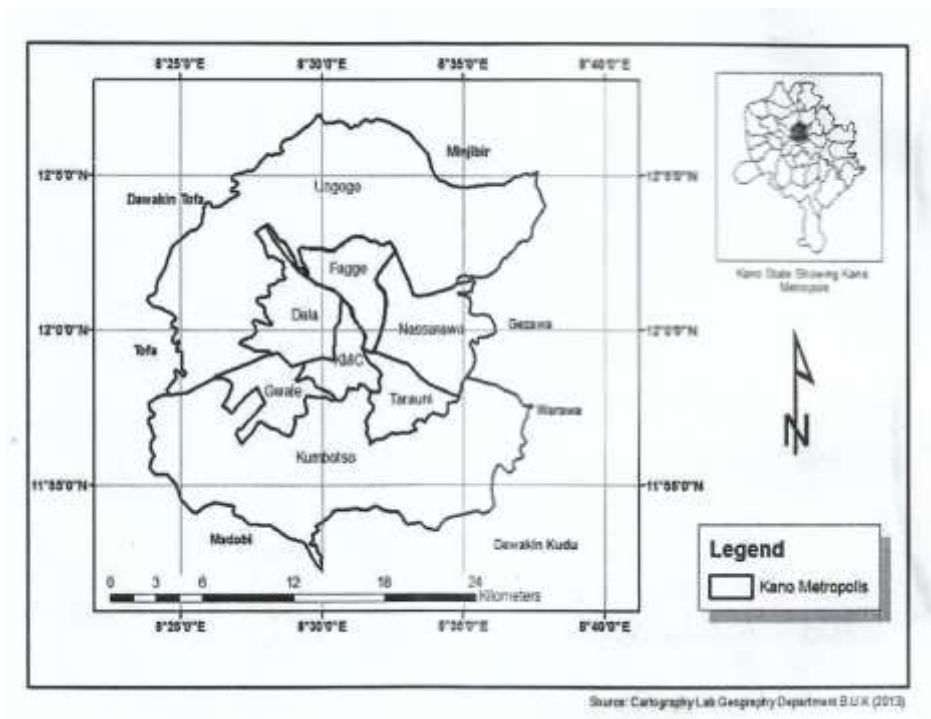 8°25'0"E 8°30'0"E 8°35'0"E 8°40'0"E
Minjibir
12°5'0"N 12°5'0"N
Ungogo
Dawakin Tofa
Fagge
Kano State Showing Kano
Metropolis
Dala
12°0'0"N Nassarawa Gezawa 12°0'0"N
Tofa
KMC
Gwale
Tarauni
Warawa
Kumbotso
N
11°55'0"N 11°55'0"N
Madobi
Dawakin Kudu
Legend
Kano Metropolis
0 3 6 12 18 24
Kilometers
8°25'0"E 8°30'0"E 8°35'0"E 8°40'0"E
Source: Cartography Lab Geography Department B.U.K (2013)